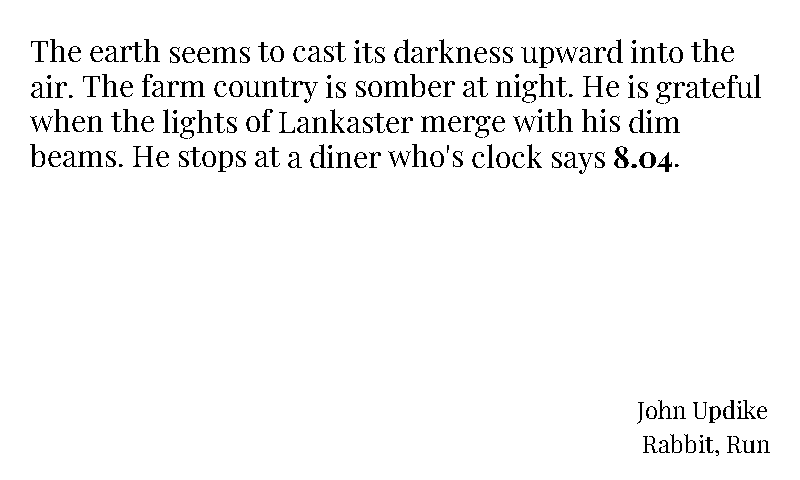 The earth seems to cast its darkness upward into the
air. The farm country is somber at night. He is grateful
when the lights of Lankaster merge with his dim
beams. He stops at a diner who's clock says 8.04.
John Updike
Rabbit, Run